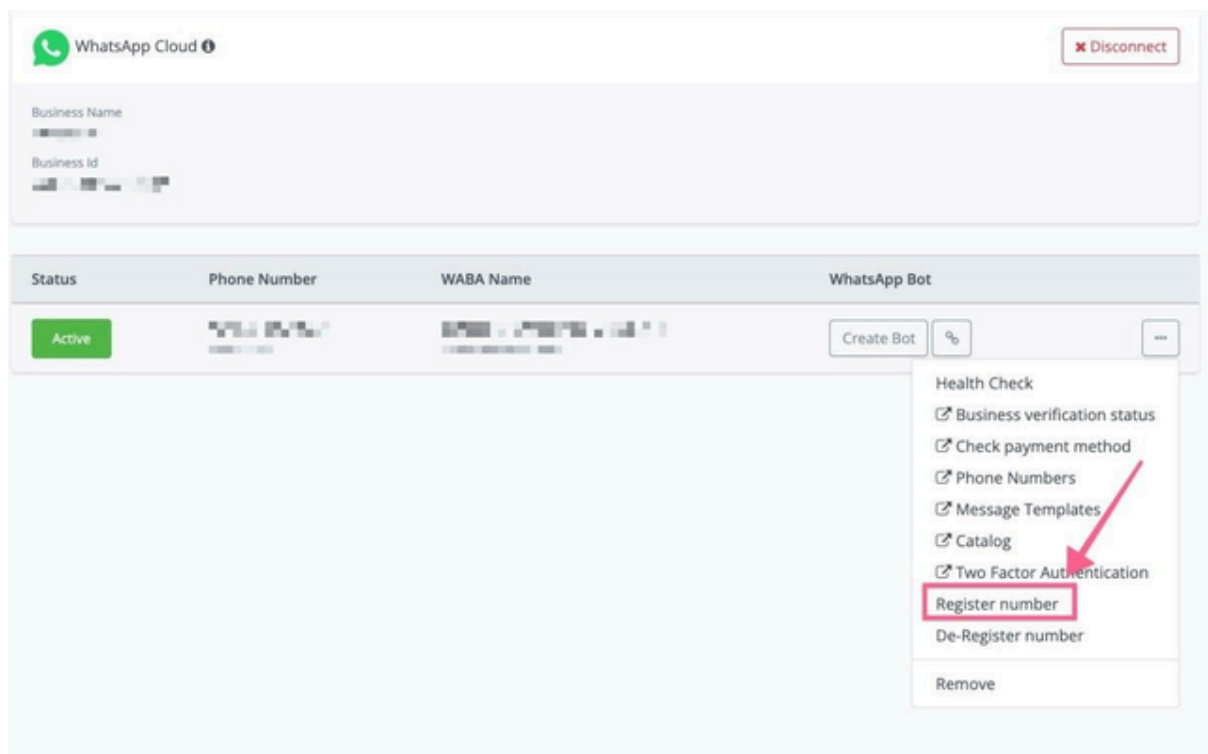 WhatsApp Cloud
Disconnect
Business Name
Business Id
Status Phone Number WABA Name WhatsApp Bot
Active Create Bot
Health Check
Business verification status
Check payment method
Phone Numbers
Message Templates
Catalog
Two Factor Authentication
Register number
De-Register number
Remove